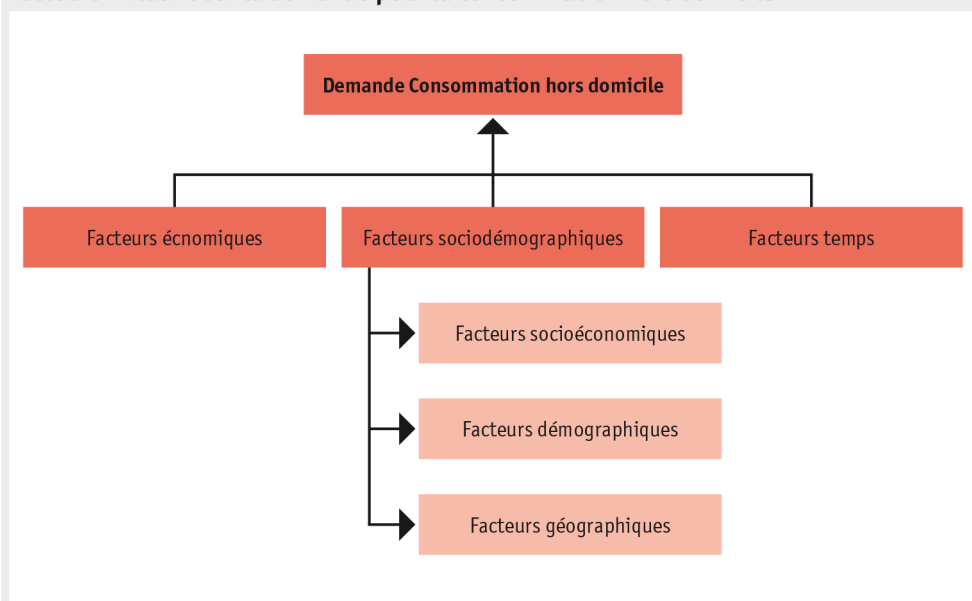 Demande Consommation hors domicile
Facteurs écnomiques
Facteurs sociodémographiques
Facteurs temps
Facteurs socioéconomiques
Facteurs démographiques
Facteurs géographiques